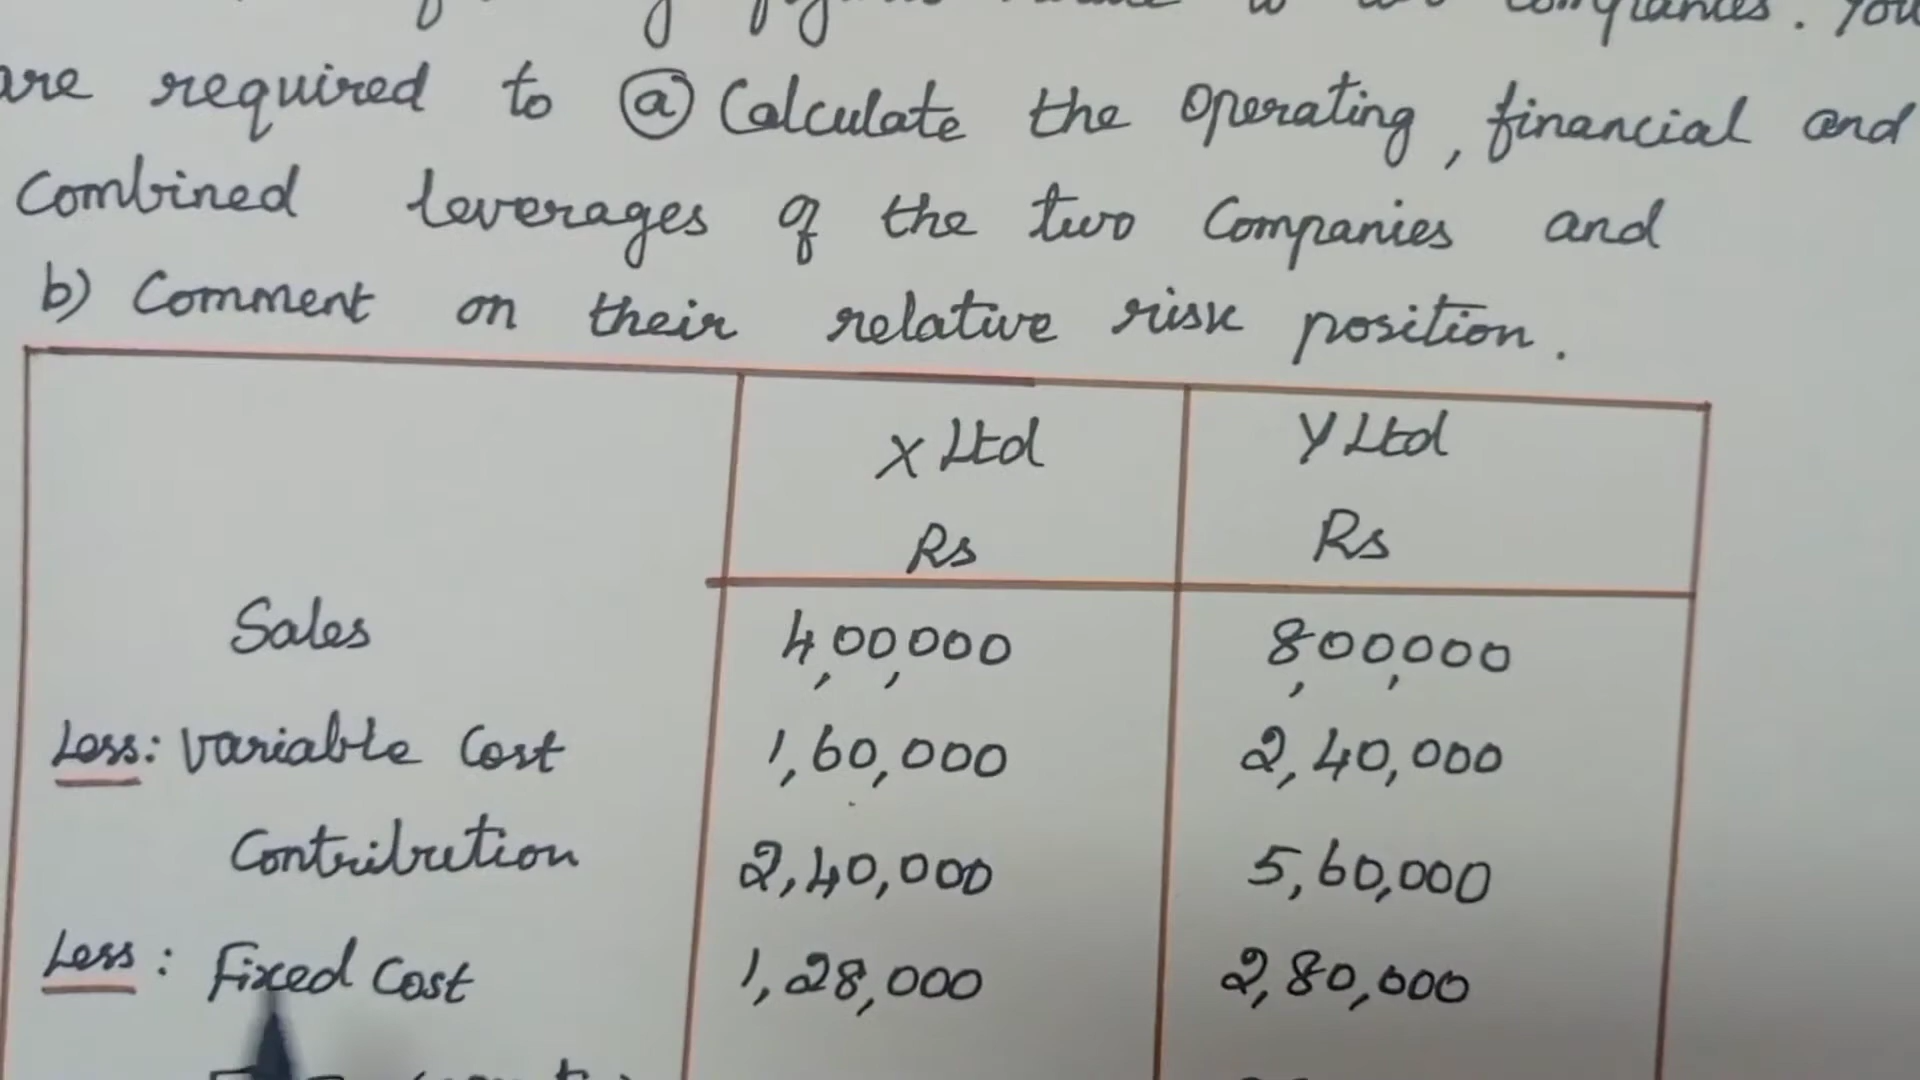 companies. You
are required to (a) Calculate the operating, financial and
Combined leverages of the two Companies and
b) Comment on their relative risk position.
X Ltd Y Ltd
Rs Rs
Sales 4,00,000 8,00,000
Less: Variable Cost 1,60,000 2,40,000
Contribution 2,40,000 5,60,000
Less: Fixed Cost 1,28,000 2,80,000